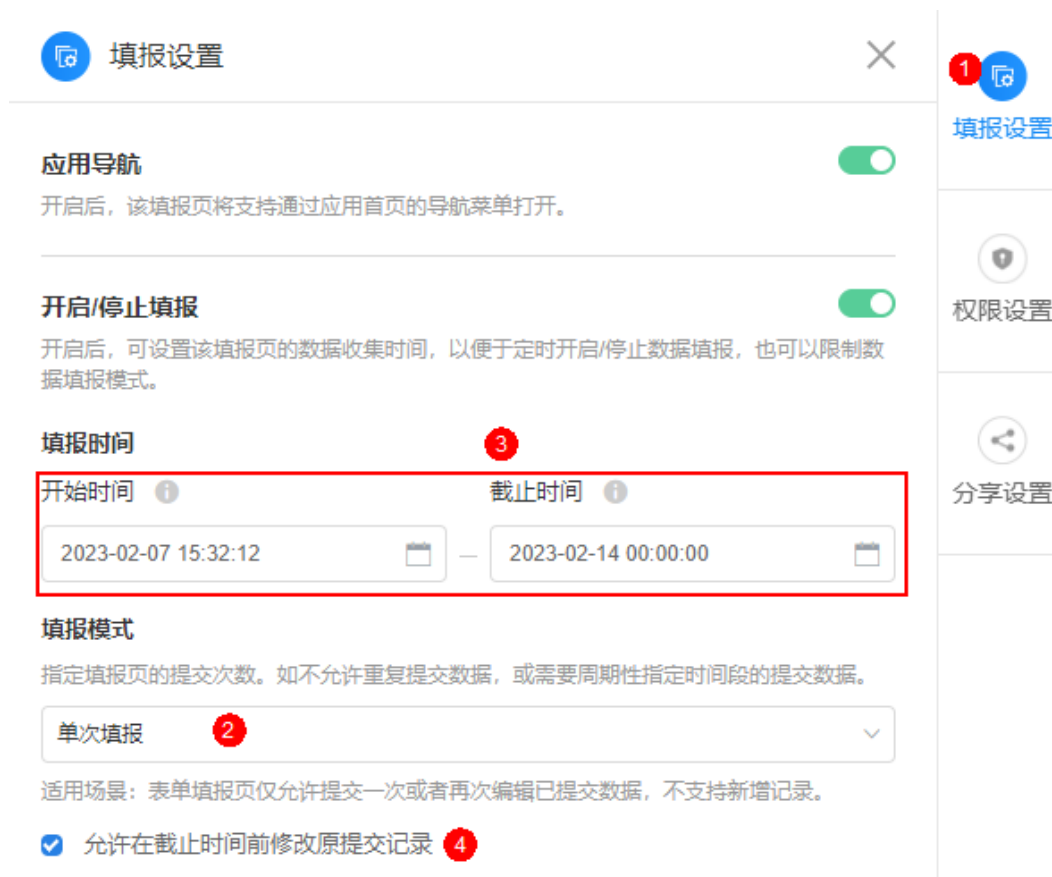 填报设置
应用导航
开启后，该填报页将支持通过应用首页的导航菜单打开。
开启/停止填报
开启后，可设置该填报页的数据收集时间，以便于定时开启/停止数据填报，也可以限制数
据填报模式。
填报时间
3
开始时间 截止时间
2023-02-07 15:32:12 — 2023-02-14 00:00:00
填报模式
指定填报页的提交次数。如不允许重复提交数据，或需要周期性指定时间段的提交数据。
单次填报 2
适用场景：表单填报页仅允许提交一次或者再次编辑已提交数据，不支持新增记录。
允许在截止时间前修改原提交记录 4
1
填报设置
权限设置
分享设置